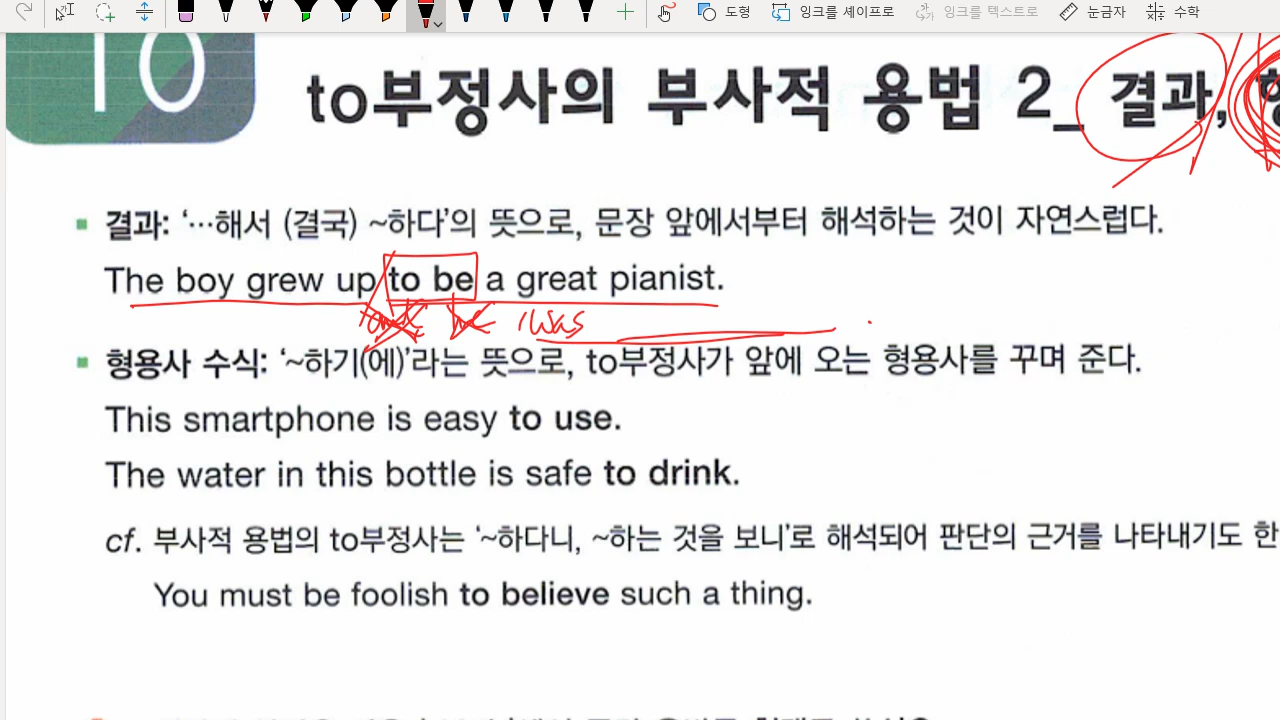 도형 잉크를 셰이프로 잉크를 텍스트로 눈금자 수학
10
to부정사의 부사적 용법 2_ 결과, 형
결과: ‘…해서 (결국) ~하다’의 뜻으로, 문장 앞에서부터 해석하는 것이 자연스럽다.
The boy grew up to be a great pianist.
was
형용사 수식: ‘~하기(에)’라는 뜻으로, to부정사가 앞에 오는 형용사를 꾸며 준다.
This smartphone is easy to use.
The water in this bottle is safe to drink.
cf. 부사적 용법의 to부정사는 ‘~하다니, ~하는 것을 보니’로 해석되어 판단의 근거를 나타내기도 한
You must be foolish to believe such a thing.